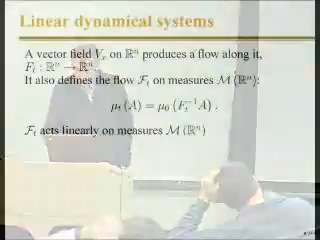 Linear dynamical systems
A vector field Vₓ on ℝⁿ produces a flow along it,
Fₜ : ℝⁿ → ℝⁿ.
It also defines the flow ℱₜ on measures ℳ (ℝⁿ):
μₜ (A) = μ₀ (Fₜ⁻¹A) .
ℱₜ acts linearly on measures ℳ (ℝⁿ)